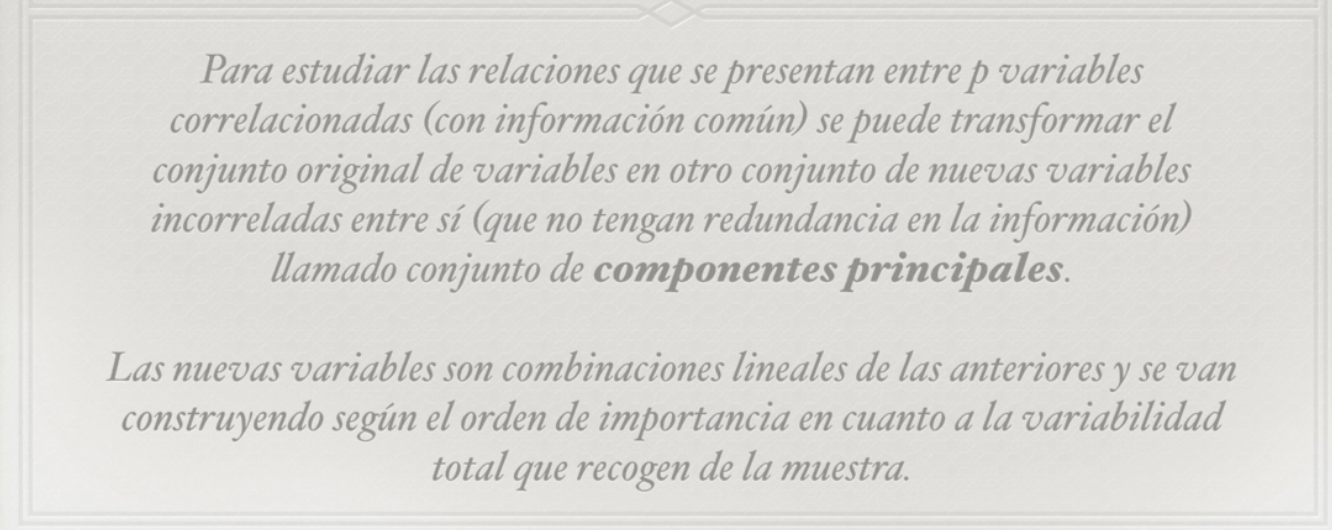 Para estudiar las relaciones que se presentan entre p variables
correlacionadas (con información común) se puede transformar el
conjunto original de variables en otro conjunto de nuevas variables
incorreladas entre sí (que no tengan redundancia en la información)
llamado conjunto de componentes principales.
Las nuevas variables son combinaciones lineales de las anteriores y se van
construyendo según el orden de importancia en cuanto a la variabilidad
total que recogen de la muestra.